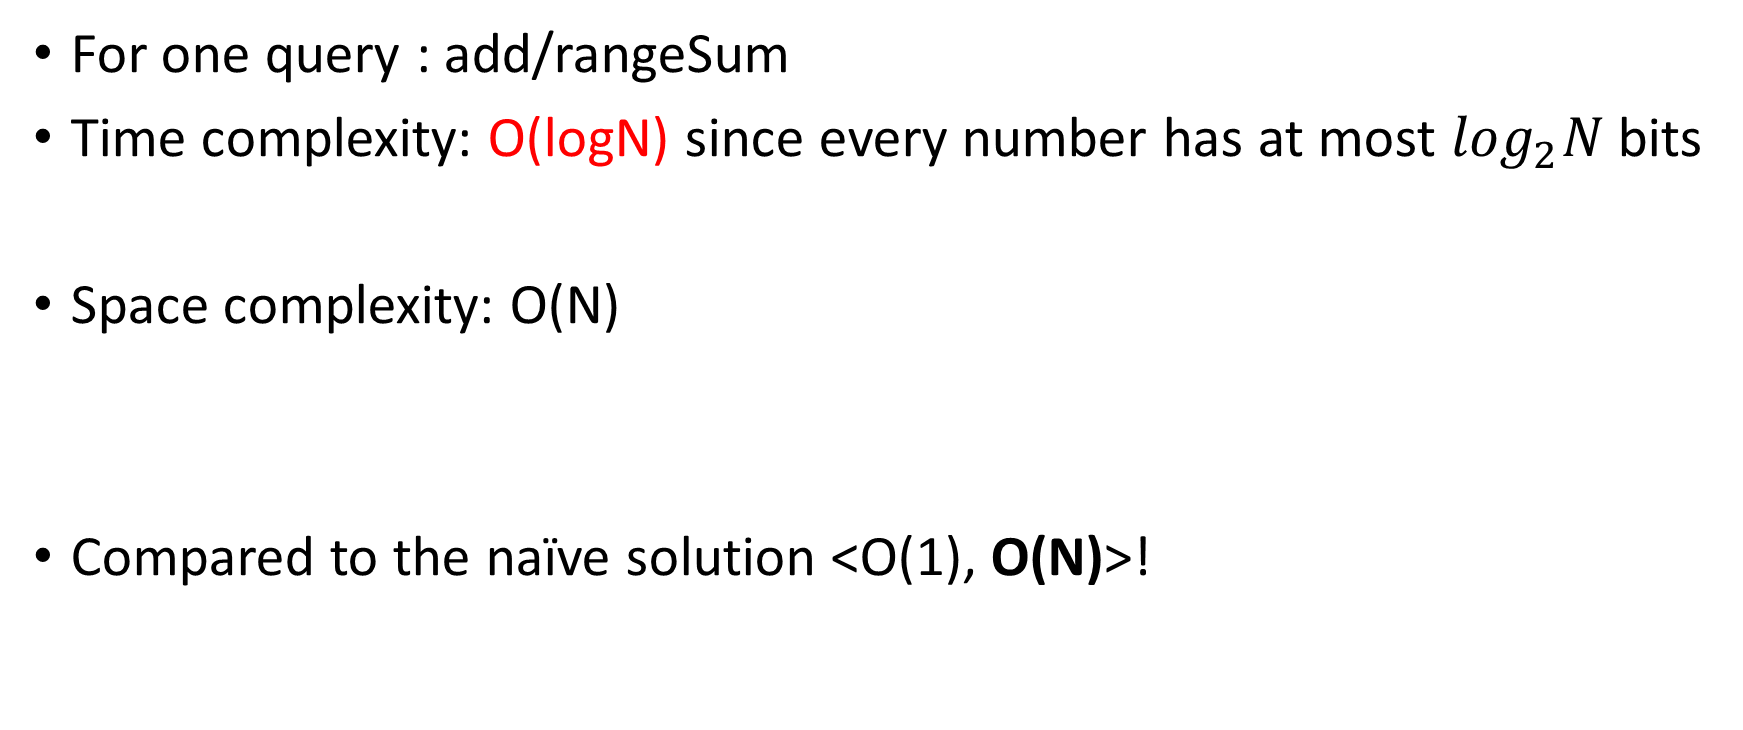 • For one query : add/rangeSum
• Time complexity: O(logN) since every number has at most $log_2 N$ bits
• Space complexity: O(N)
• Compared to the naïve solution <O(1), O(N)>!